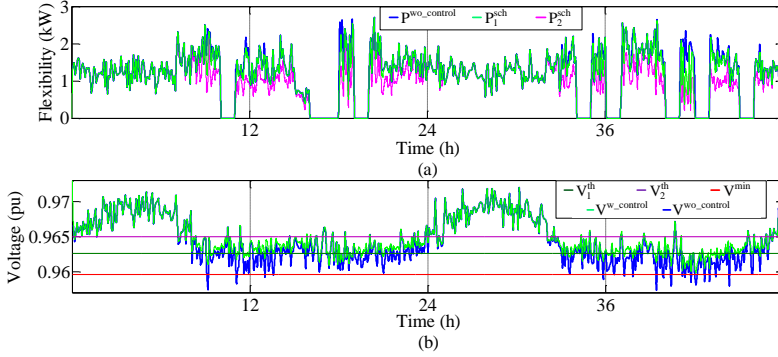 3
2
1
0
Flexibility (kW)
P^wo_control P_1^sch P_2^sch
12 24 36
Time (h)
(a)
0.97
0.965
0.96
Voltage (pu)
V_1^th V_2^th V^min
V^w_control V^wo_control
12 24 36
Time (h)
(b)